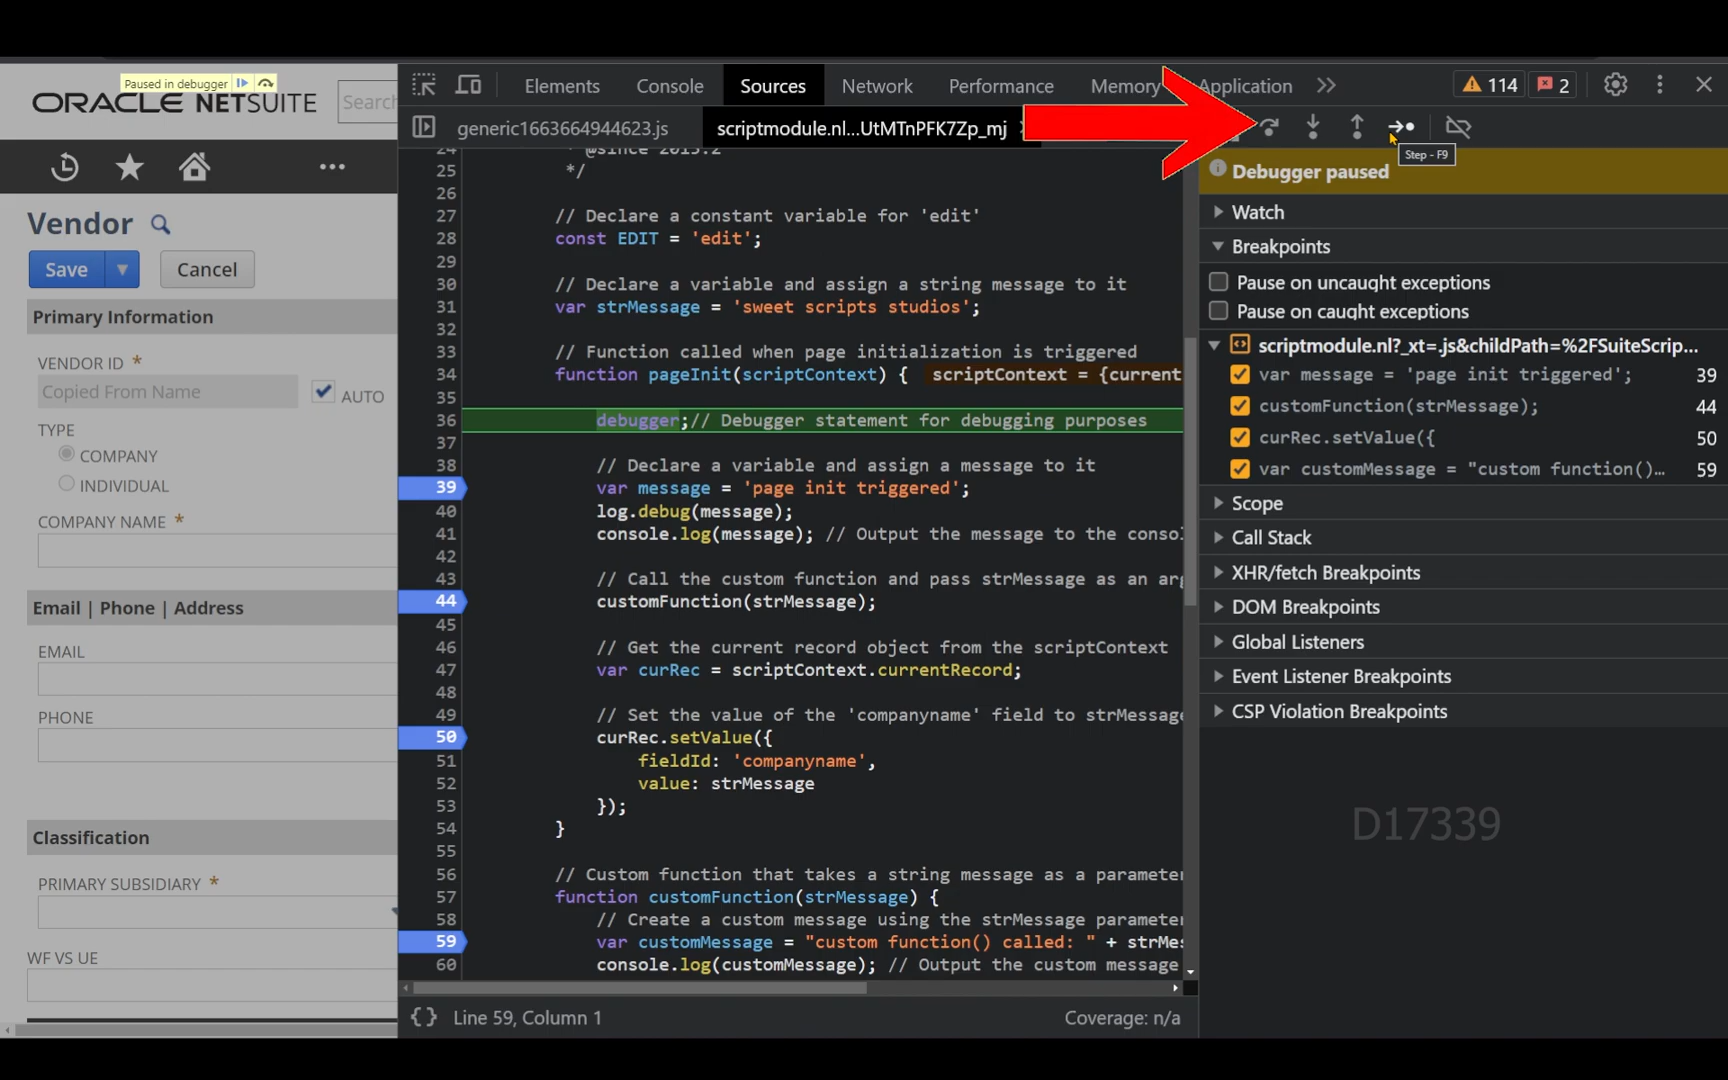 Paused in debugger
ORACLE NETSUITE
Search
Vendor
Save
Cancel
Primary Information
VENDOR ID *
Copied From Name
AUTO
TYPE
COMPANY
INDIVIDUAL
COMPANY NAME *
Email | Phone | Address
EMAIL
PHONE
Classification
PRIMARY SUBSIDIARY *
WF VS UE
Elements Console Sources Network Performance Memory Application
114 2
generic1663664944623.js
scriptmodule.nl...UtMTnPFK7Zp_mj
24 * @since 2015.2
25 */
26
27 // Declare a constant variable for 'edit'
28 const EDIT = 'edit';
29
30 // Declare a variable and assign a string message to it
31 var strMessage = 'sweet scripts studios';
32
33 // Function called when page initialization is triggered
34 function pageInit(scriptContext) { scriptContext = {current
35
36 debugger;// Debugger statement for debugging purposes
37
38 // Declare a variable and assign a message to it
39 var message = 'page init triggered';
40 log.debug(message);
41 console.log(message); // Output the message to the consol
42
43 // Call the custom function and pass strMessage as an arg
44 customFunction(strMessage);
45
46 // Get the current record object from the scriptContext
47 var curRec = scriptContext.currentRecord;
48
49 // Set the value of the 'companyname' field to strMessage
50 curRec.setValue({
51 fieldId: 'companyname',
52 value: strMessage
53 });
54 }
55
56 // Custom function that takes a string message as a parameter
57 function customFunction(strMessage) {
58 // Create a custom message using the strMessage parameter
59 var customMessage = "custom function() called: " + strMes
60 console.log(customMessage); // Output the custom message
{} Line 59, Column 1
Coverage: n/a
Step - F9
Debugger paused
Watch
Breakpoints
Pause on uncaught exceptions
Pause on caught exceptions
scriptmodule.nl?_xt=.js&childPath=%2FSuiteScrip...
var message = 'page init triggered'; 39
customFunction(strMessage); 44
curRec.setValue({ 50
var customMessage = "custom function()... 59
Scope
Call Stack
XHR/fetch Breakpoints
DOM Breakpoints
Global Listeners
Event Listener Breakpoints
CSP Violation Breakpoints
D17339